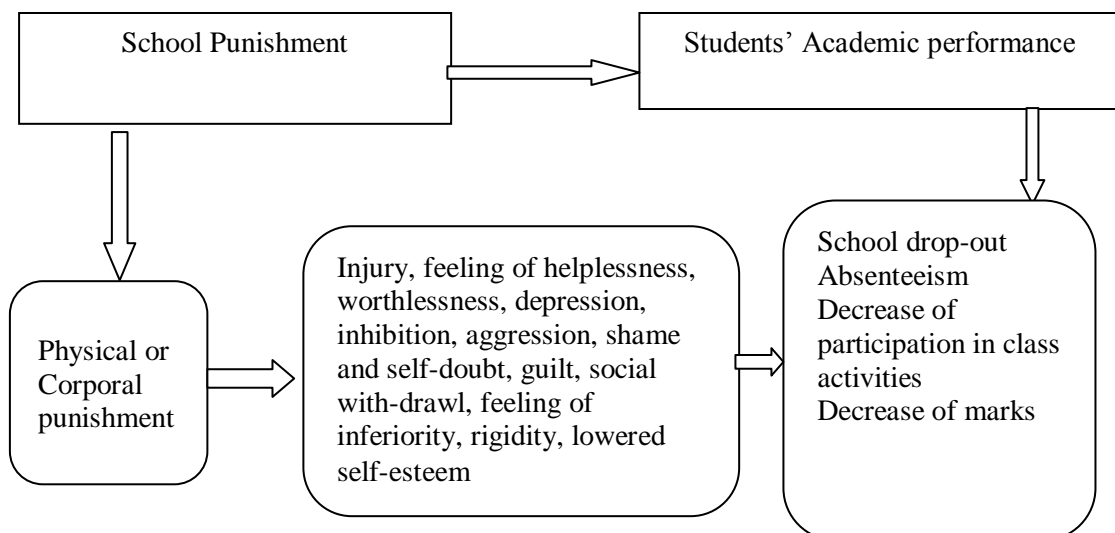 School Punishment
Students’ Academic performance
Physical or
Corporal
punishment
Injury, feeling of helplessness,
worthlessness, depression,
inhibition, aggression, shame
and self-doubt, guilt, social
with-drawl, feeling of
inferiority, rigidity, lowered
self-esteem
School drop-out
Absenteeism
Decrease of
participation in class
activities
Decrease of marks